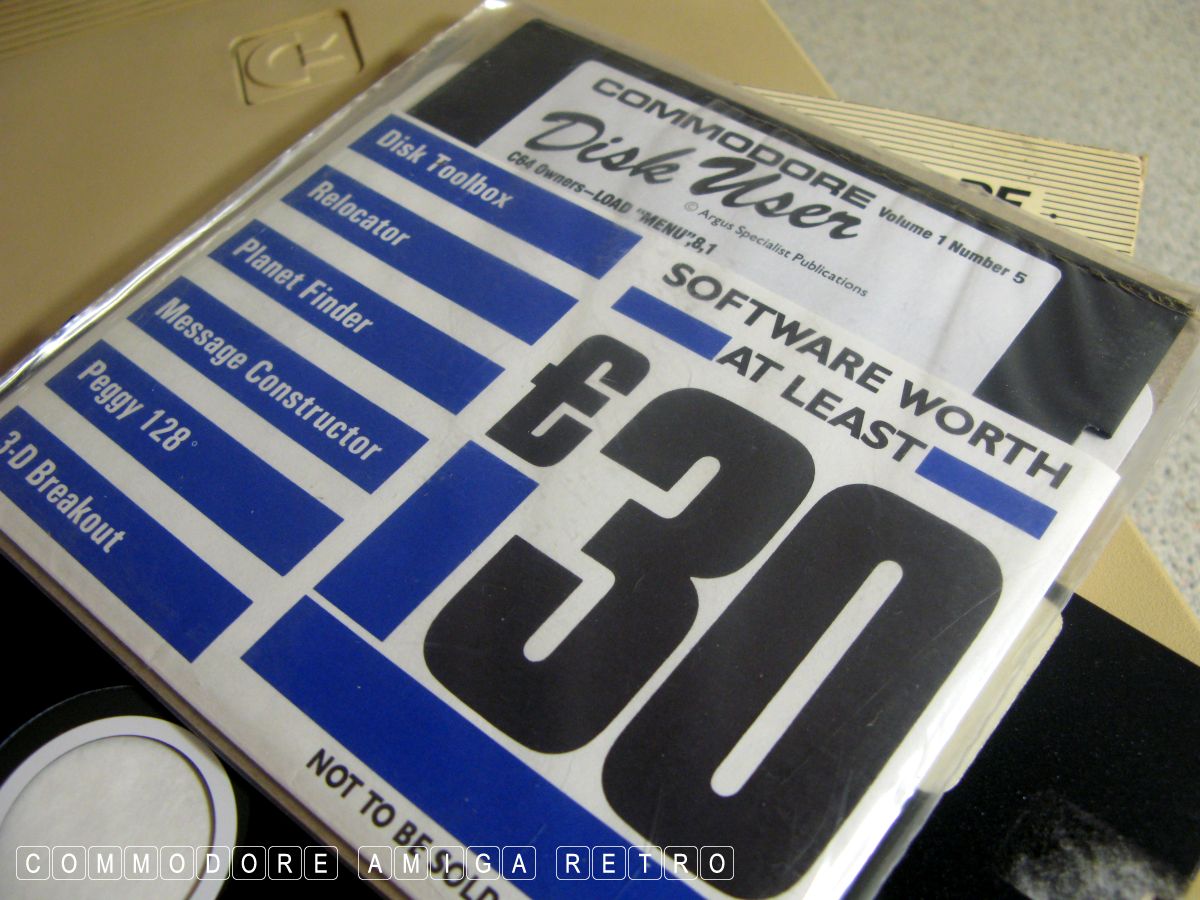 COMMODORE
Disk User
C64 Owners—LOAD "MENU",8,1
© Argus Specialist Publications
Volume 1 Number 5
SOFTWARE WORTH
AT LEAST
£30
Disk Toolbox
Relocator
Planet Finder
Message Constructor
Peggy 128°
3-D Breakout
NOT TO BE SOLD
COMMODORE AMIGA RETRO